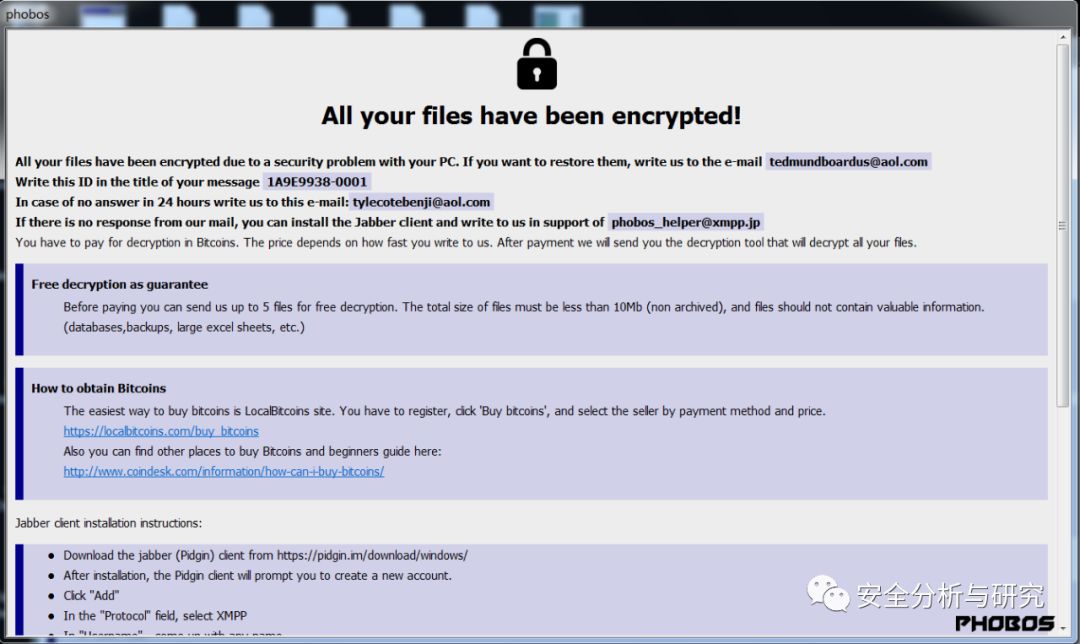 phobos
All your files have been encrypted!
All your files have been encrypted due to a security problem with your PC. If you want to restore them, write us to the e-mail tedmundboardus@aol.com
Write this ID in the title of your message 1A9E9938-0001
In case of no answer in 24 hours write us to this e-mail: tylecotebenji@aol.com
If there is no response from our mail, you can install the Jabber client and write to us in support of phobos_helper@xmpp.jp
You have to pay for decryption in Bitcoins. The price depends on how fast you write to us. After payment we will send you the decryption tool that will decrypt all your files.
Free decryption as guarantee
Before paying you can send us up to 5 files for free decryption. The total size of files must be less than 10Mb (non archived), and files should not contain valuable information.
(databases,backups, large excel sheets, etc.)
How to obtain Bitcoins
The easiest way to buy bitcoins is LocalBitcoins site. You have to register, click 'Buy bitcoins', and select the seller by payment method and price.
https://localbitcoins.com/buy_bitcoins
Also you can find other places to buy Bitcoins and beginners guide here:
http://www.coindesk.com/information/how-can-i-buy-bitcoins/
Jabber client installation instructions:
Download the jabber (Pidgin) client from https://pidgin.im/download/windows/
After installation, the Pidgin client will prompt you to create a new account.
Click "Add"
In the "Protocol" field, select XMPP
In "Username" - come up with any name
安全分析与研究
PHOBOS